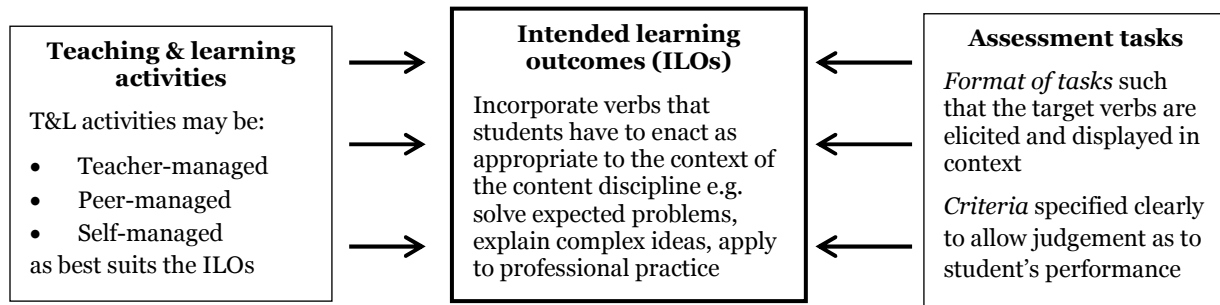 Teaching & learning
activities
T&L activities may be:
• Teacher-managed
• Peer-managed
• Self-managed
as best suits the ILOs
Intended learning
outcomes (ILOs)
Incorporate verbs that
students have to enact as
appropriate to the context of
the content discipline e.g.
solve expected problems,
explain complex ideas, apply
to professional practice
Assessment tasks
Format of tasks such
that the target verbs are
elicited and displayed in
context
Criteria specified clearly
to allow judgement as to
student’s performance